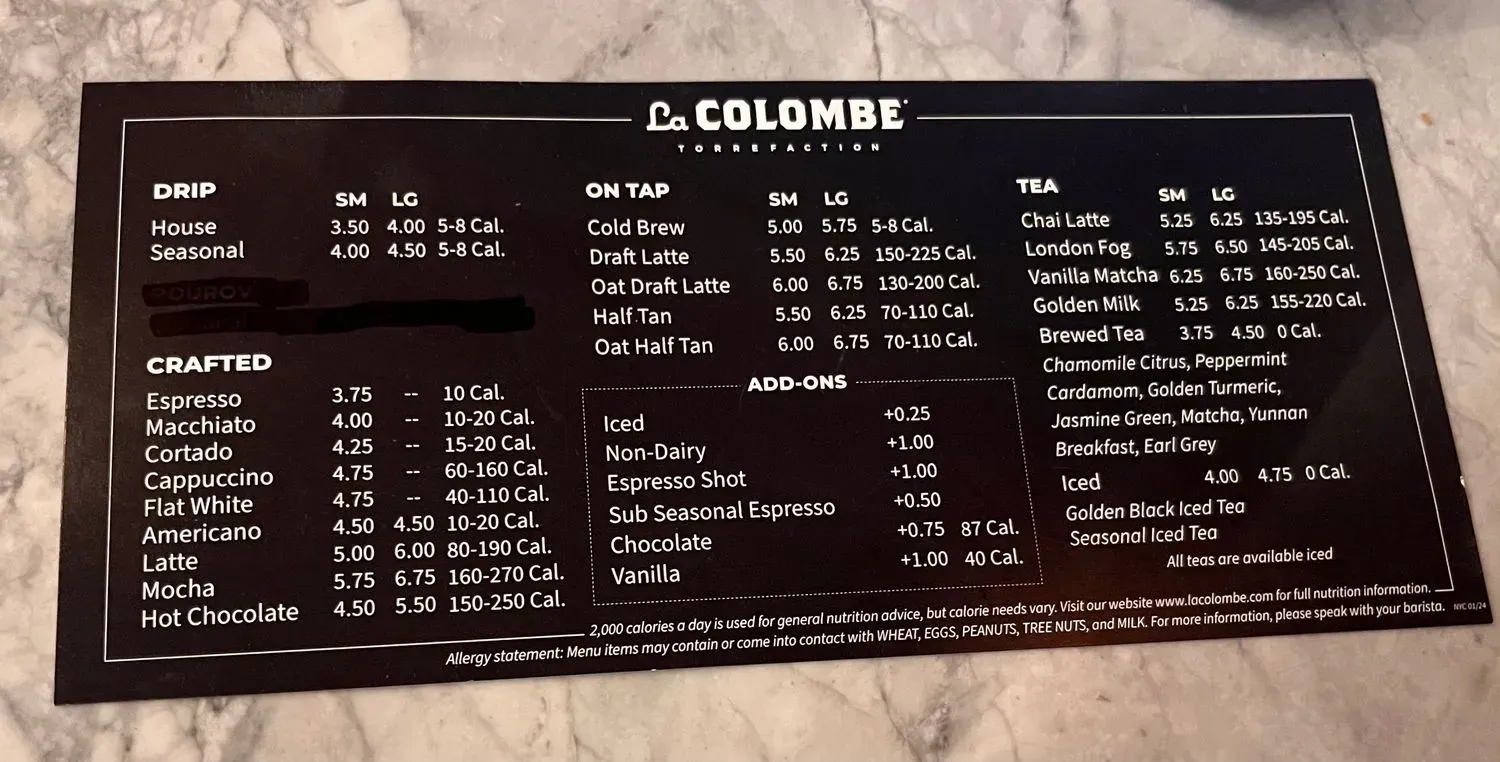 La COLOMBE
TORREFACTION
DRIP
SM LG
House 3.50 4.00 5-8 Cal.
Seasonal 4.00 4.50 5-8 Cal.
POUROV
CRAFTED
Espresso 3.75 -- 10 Cal.
Macchiato 4.00 -- 10-20 Cal.
Cortado 4.25 -- 15-20 Cal.
Cappuccino 4.75 -- 60-160 Cal.
Flat White 4.75 -- 40-110 Cal.
Americano 4.50 4.50 10-20 Cal.
Latte 5.00 6.00 80-190 Cal.
Mocha 5.75 6.75 160-270 Cal.
Hot Chocolate 4.50 5.50 150-250 Cal.
ON TAP
SM LG
Cold Brew 5.00 5.75 5-8 Cal.
Draft Latte 5.50 6.25 150-225 Cal.
Oat Draft Latte 6.00 6.75 130-200 Cal.
Half Tan 5.50 6.25 70-110 Cal.
Oat Half Tan 6.00 6.75 70-110 Cal.
ADD-ONS
Iced +0.25
Non-Dairy +1.00
Espresso Shot +1.00
Sub Seasonal Espresso +0.50
Chocolate +0.75 87 Cal.
Vanilla +1.00 40 Cal.
TEA
SM LG
Chai Latte 5.25 6.25 135-195 Cal.
London Fog 5.75 6.50 145-205 Cal.
Vanilla Matcha 6.25 6.75 160-250 Cal.
Golden Milk 5.25 6.25 155-220 Cal.
Brewed Tea 3.75 4.50 0 Cal.
Chamomile Citrus, Peppermint
Cardamom, Golden Turmeric,
Jasmine Green, Matcha, Yunnan
Breakfast, Earl Grey
Iced 4.00 4.75 0 Cal.
Golden Black Iced Tea
Seasonal Iced Tea
All teas are available iced
2,000 calories a day is used for general nutrition advice, but calorie needs vary. Visit our website www.lacolombe.com for full nutrition information.
Allergy statement: Menu items may contain or come into contact with WHEAT, EGGS, PEANUTS, TREE NUTS, and MILK. For more information, please speak with your barista.
NYC 01/24